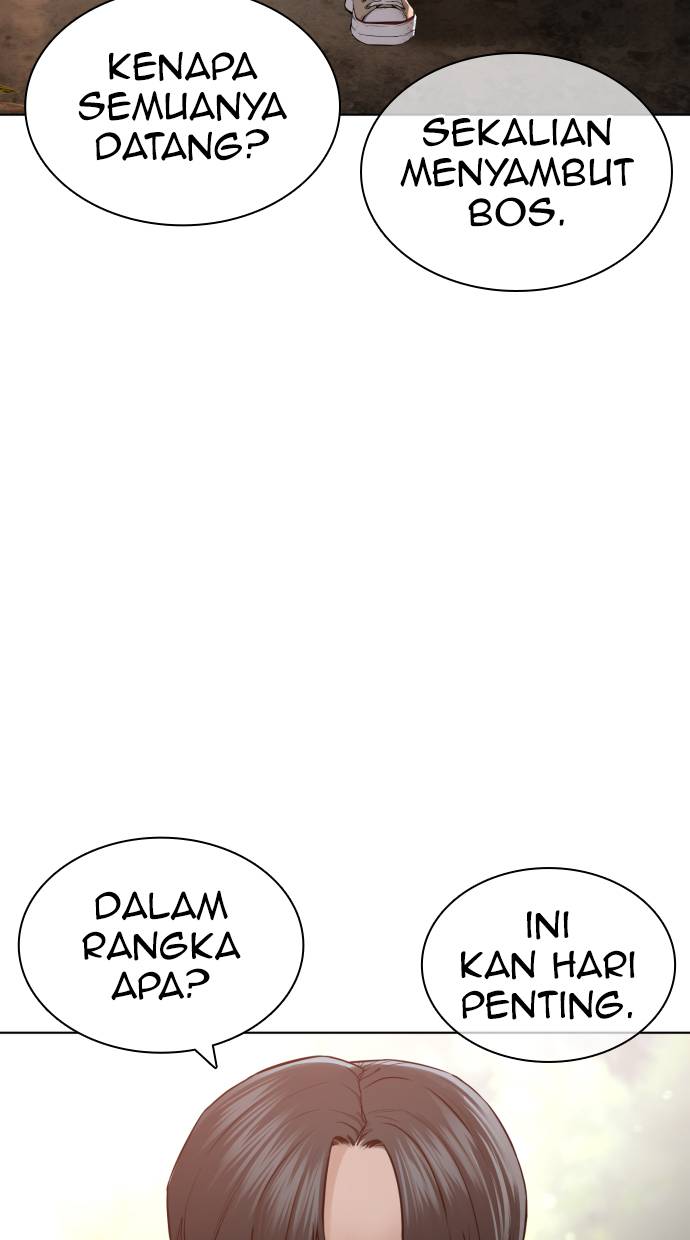 KENAPA
SEMUANYA
DATANG?
SEKALIAN
MENYAMBUT
BOS.
DALAM
RANGKA
APA?
INI
KAN HARI
PENTING.